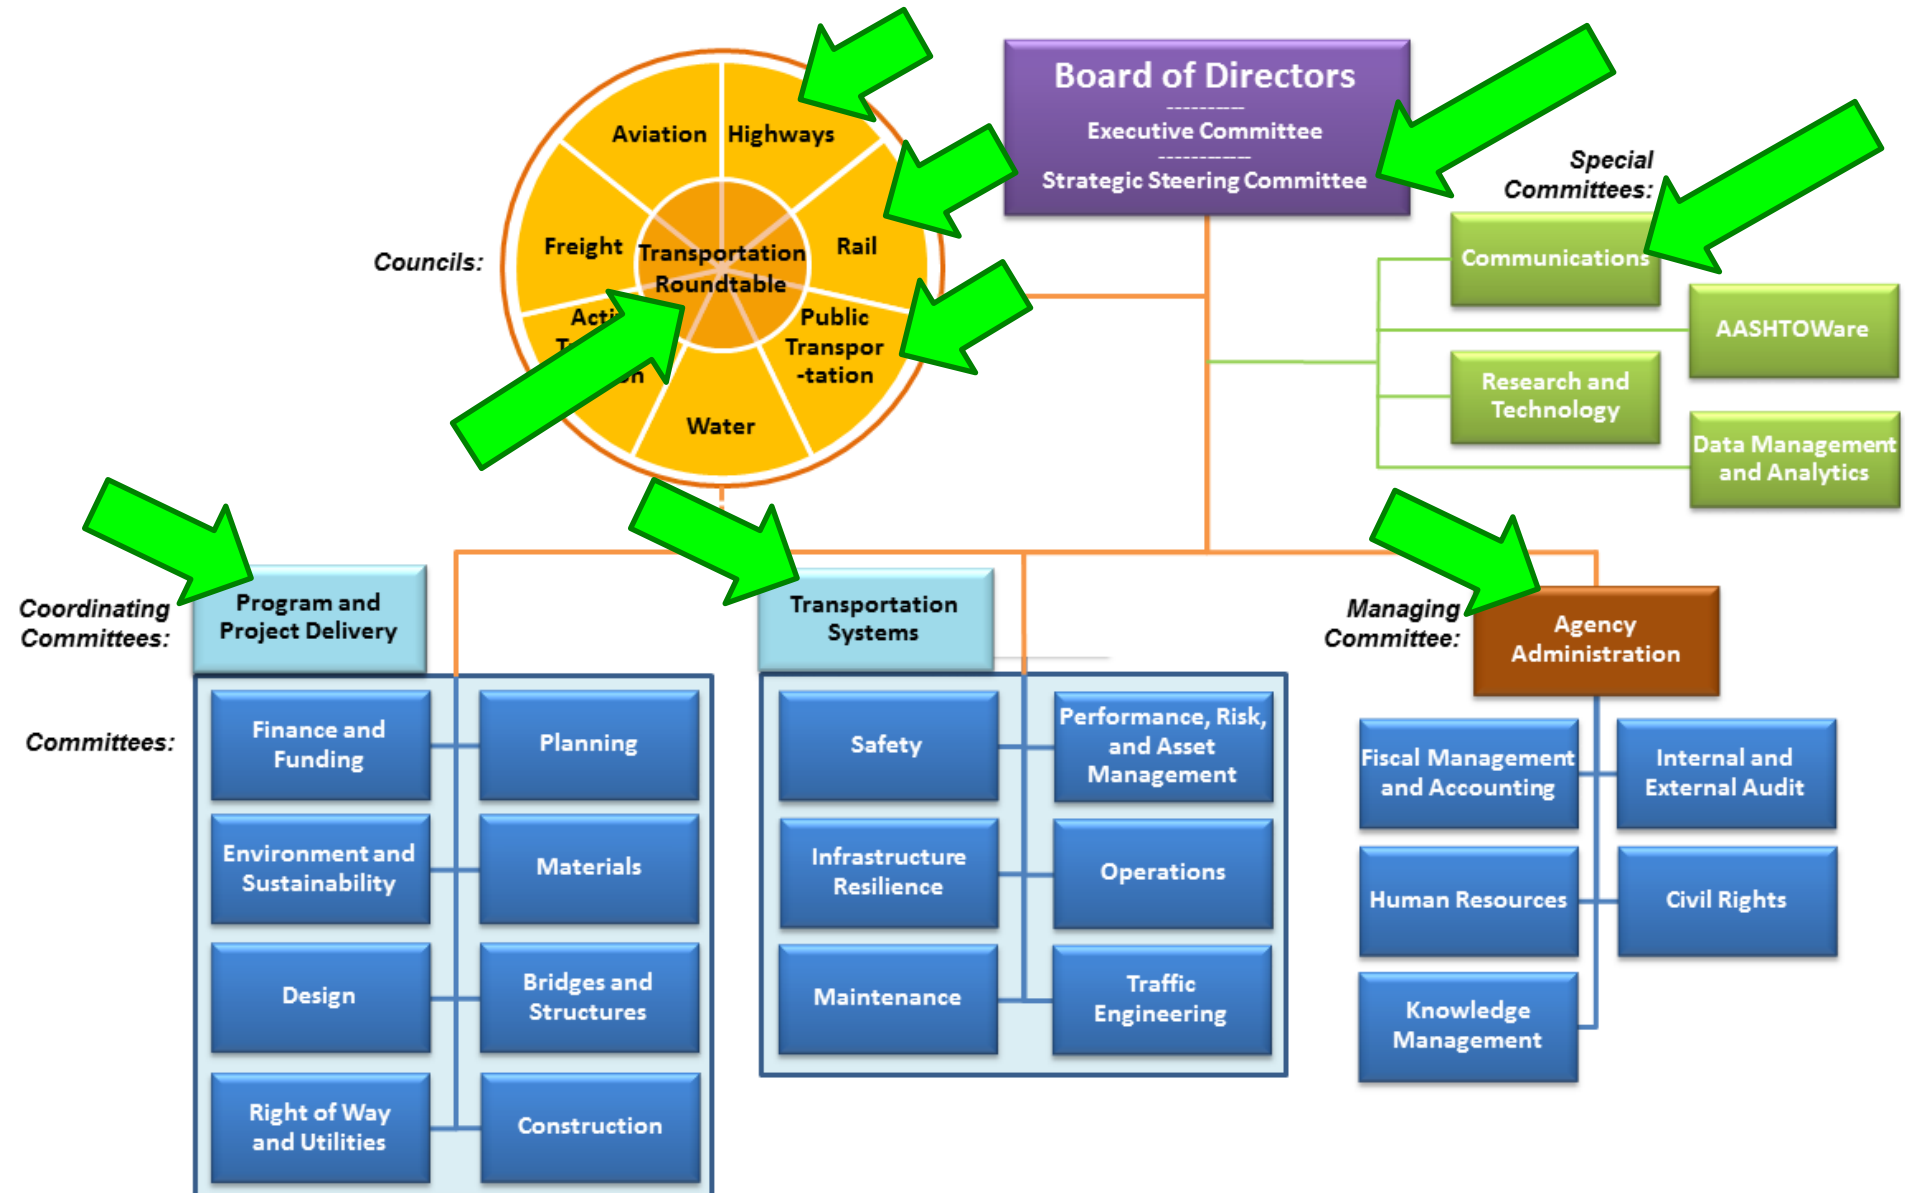 Board of Directors
Executive Committee
Strategic Steering Committee
Councils:
Aviation
Highways
Freight
Rail
Transportation
Roundtable
Public
Transpor
-tation
Water
Special
Committees:
Communications
AASHTOWare
Research and
Technology
Data Management
and Analytics
Coordinating
Committees:
Program and
Project Delivery
Transportation
Systems
Managing
Committee:
Agency
Administration
Committees:
Finance and
Funding
Planning
Environment and
Sustainability
Materials
Design
Bridges and
Structures
Right of Way
and Utilities
Construction
Safety
Performance, Risk,
and Asset
Management
Infrastructure
Resilience
Operations
Maintenance
Traffic
Engineering
Fiscal Management
and Accounting
Internal and
External Audit
Human Resources
Civil Rights
Knowledge
Management